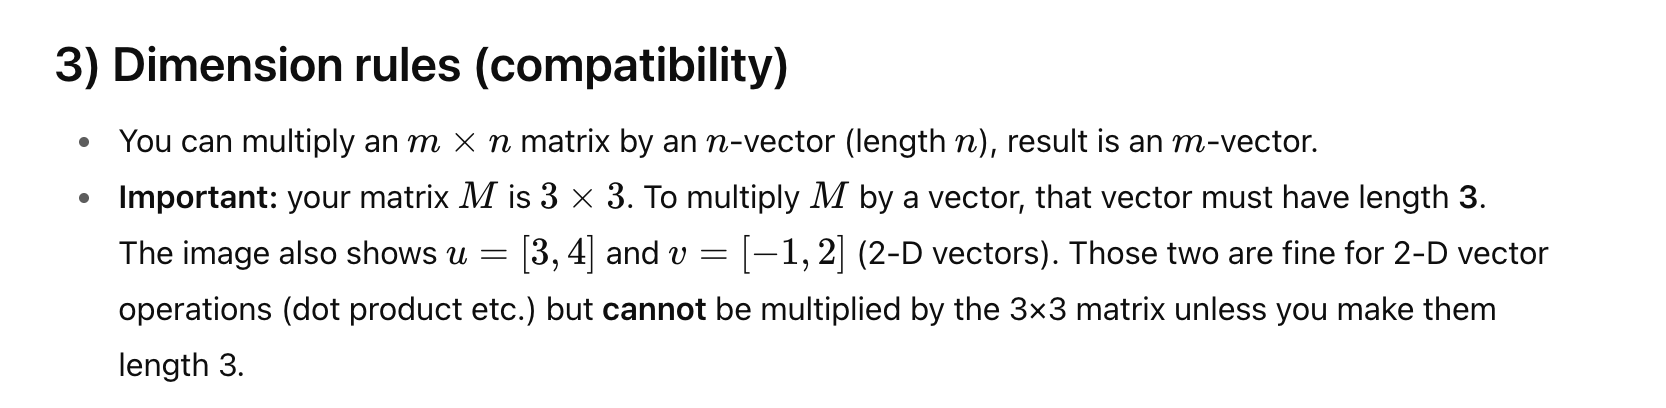 3) Dimension rules (compatibility)
• You can multiply an m × n matrix by an n-vector (length n), result is an m-vector.
• Important: your matrix M is 3 × 3. To multiply M by a vector, that vector must have length 3.
The image also shows u = [3, 4] and v = [−1, 2] (2-D vectors). Those two are fine for 2-D vector
operations (dot product etc.) but cannot be multiplied by the 3×3 matrix unless you make them
length 3.